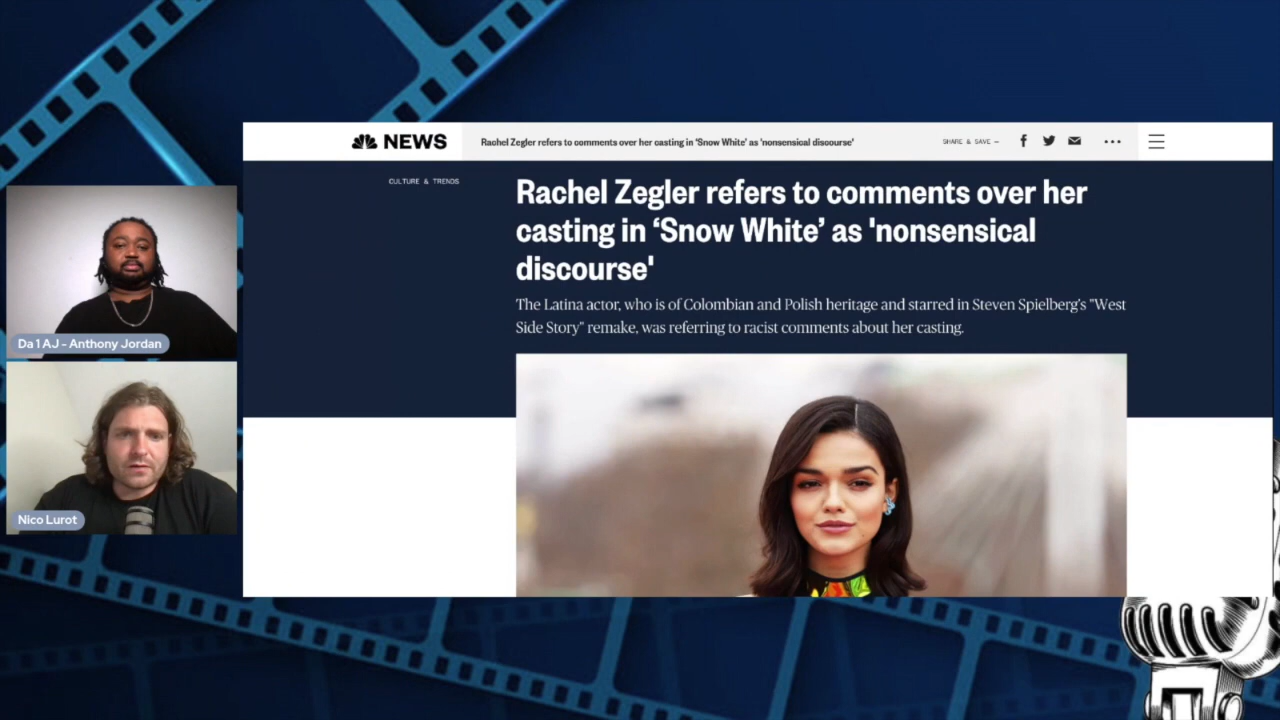 NEWS
Rachel Zegler refers to comments over her casting in 'Snow White' as 'nonsensical discourse'
SHARE & SAVE —
CULTURE & TRENDS
Rachel Zegler refers to comments over her
casting in ‘Snow White’ as 'nonsensical
discourse'
The Latina actor, who is of Colombian and Polish heritage and starred in Steven Spielberg's "West
Side Story" remake, was referring to racist comments about her casting.
Da 1 AJ - Anthony Jordan
Nico Lurot